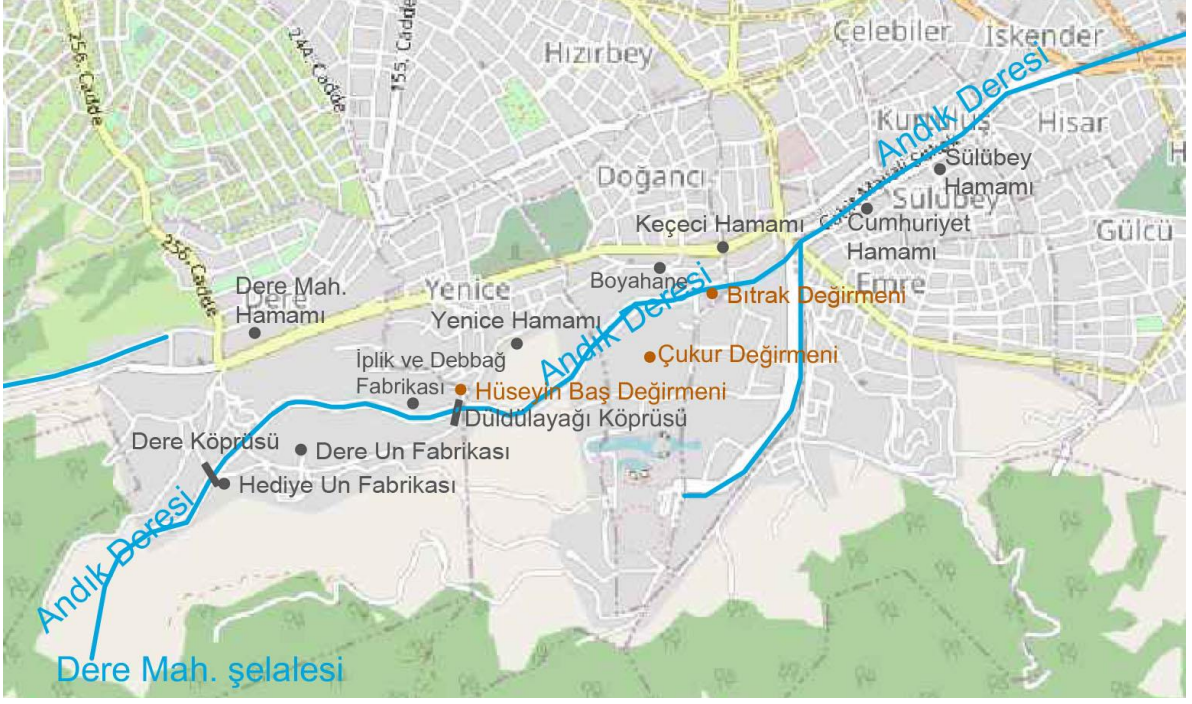 256. Cadde
24A. Cadde
155. Cadde
Hızırbey
Çelebiler
İskender
Andık Deresi
Kurtuluş
Hisar
Sülübey
Hamamı
Doğancı
Sülübey
Keçeci Hamamı
Cumhuriyet
Hamamı
Gülcü
256. Cadde
Boyahane
Emre
Dere Mah.
Hamamı
Dere
Yenice
Bıtrak Değirmeni
Yenice Hamamı
Andık Deresi
Çukur Değirmeni
İplik ve Debbağ
Fabrikası
Hüseyin Baş Değirmeni
Düldülayağı Köprüsü
Dere Köprüsü
Dere Un Fabrikası
Hediye Un Fabrikası
Andık Deresi
Dere Mah. şelalesi